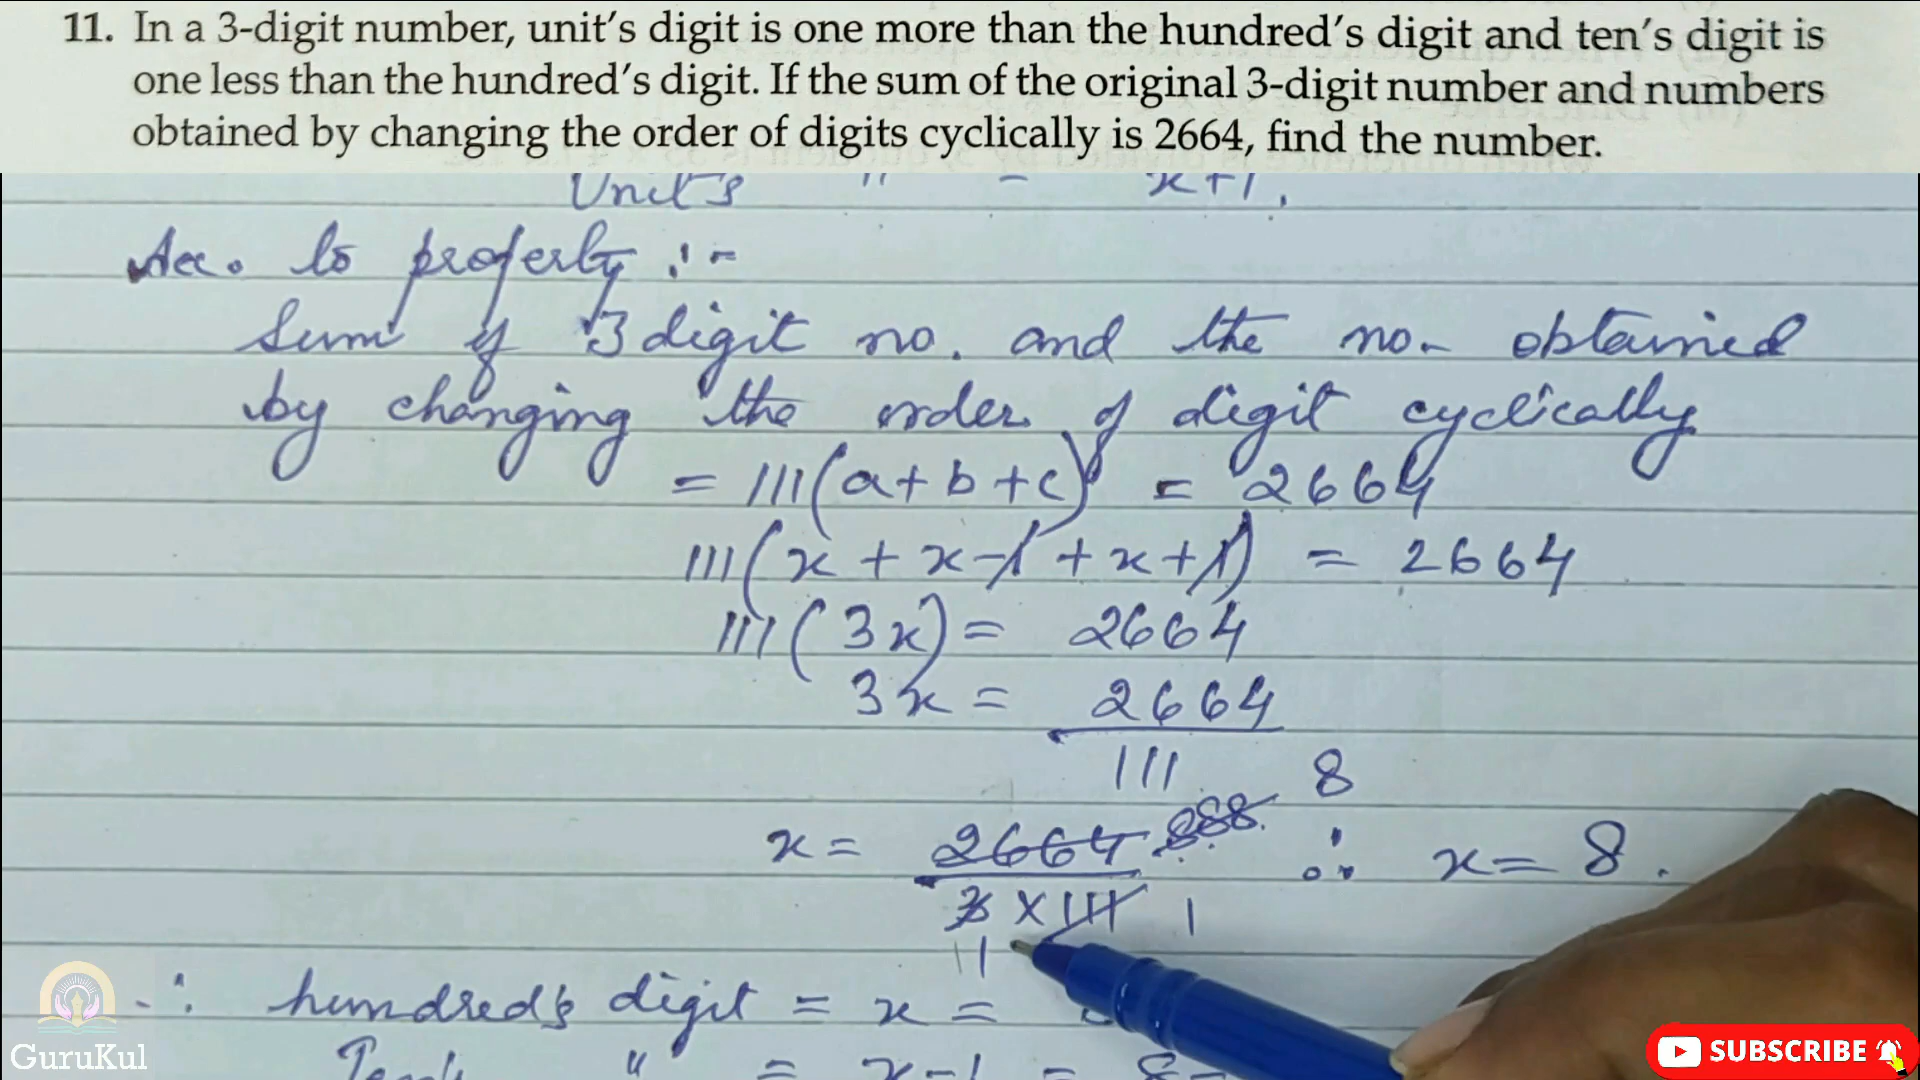 11. In a 3-digit number, unit's digit is one more than the hundred's digit and ten's digit is
one less than the hundred's digit. If the sum of the original 3-digit number and numbers
obtained by changing the order of digits cyclically is 2664, find the number.
Unit's " = x+1.
Acc. to property :-
Sum of 3 digit no. and the no. obtained
by changing the order of digit cyclically
= 111(a+b+c) = 2664
111(x + x-1 + x+1) = 2664
111(3x) = 2664
3x = 2664
111
8
x = 2664 888 ∴ x = 8.
3 × 111 1
1
∴ hundred's digit = x =
" = x-1 = 8-
GuruKul
SUBSCRIBE